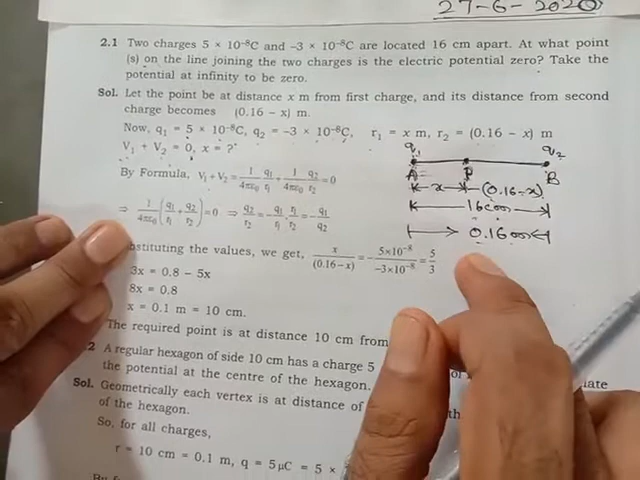 27-6-2020
2.1 Two charges 5 × 10⁻⁸C and –3 × 10⁻⁸C are located 16 cm apart. At what point
(s) on the line joining the two charges is the electric potential zero? Take the
potential at infinity to be zero.
Sol. Let the point be at distance x m from first charge, and its distance from second
charge becomes (0.16 – x) m.
Now, q₁ = 5 × 10⁻⁸C, q₂ = –3 × 10⁻⁸C, r₁ = x m, r₂ = (0.16 – x) m
V₁ + V₂ = 0, x = ?
q₁ q₂
A P B
x (0.16-x)
16cm
0.16m
By Formula, V₁+V₂ = 1/4πε₀ q₁/r₁ + 1/4πε₀ q₂/r₂ = 0
⇒ 1/4πε₀ (q₁/r₁ + q₂/r₂) = 0 ⇒ q₂/r₂ = – q₁/r₁ r₁/r₂ = – q₁/q₂
bstituting the values, we get, x/(0.16–x) = – 5×10⁻⁸/–3×10⁻⁸ = 5/3
3x = 0.8 – 5x
8x = 0.8
x = 0.1 m = 10 cm.
The required point is at distance 10 cm from
2 A regular hexagon of side 10 cm has a charge 5
the potential at the centre of the hexagon.
Sol. Geometrically each vertex is at distance of
of the hexagon.
So, for all charges,
r = 10 cm = 0.1 m, q = 5 μC = 5 ×